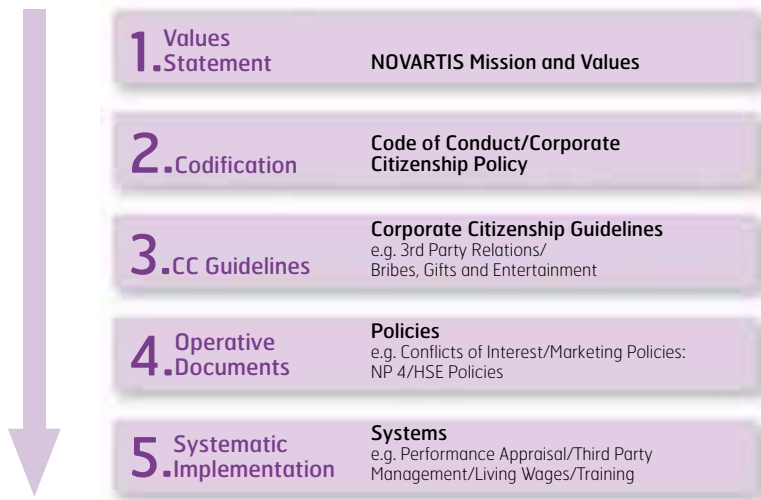 1. Values
Statement
NOVARTIS Mission and Values
2. Codification
Code of Conduct/Corporate
Citizenship Policy
3. CC Guidelines
Corporate Citizenship Guidelines
e.g. 3rd Party Relations/
Bribes, Gifts and Entertainment
4. Operative
Documents
Policies
e.g. Conflicts of Interest/Marketing Policies:
NP 4/HSE Policies
5. Systematic
Implementation
Systems
e.g. Performance Appraisal/Third Party
Management/Living Wages/Training